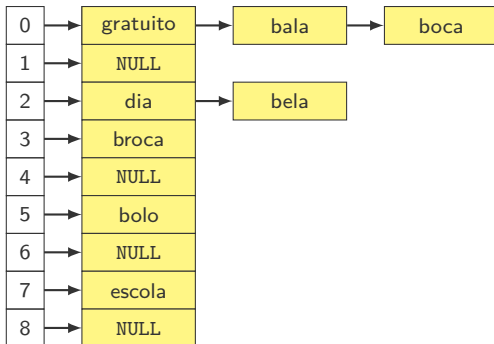 0 gratuito bala boca
1 NULL
2 dia bela
3 broca
4 NULL
5 bolo
6 NULL
7 escola
8 NULL